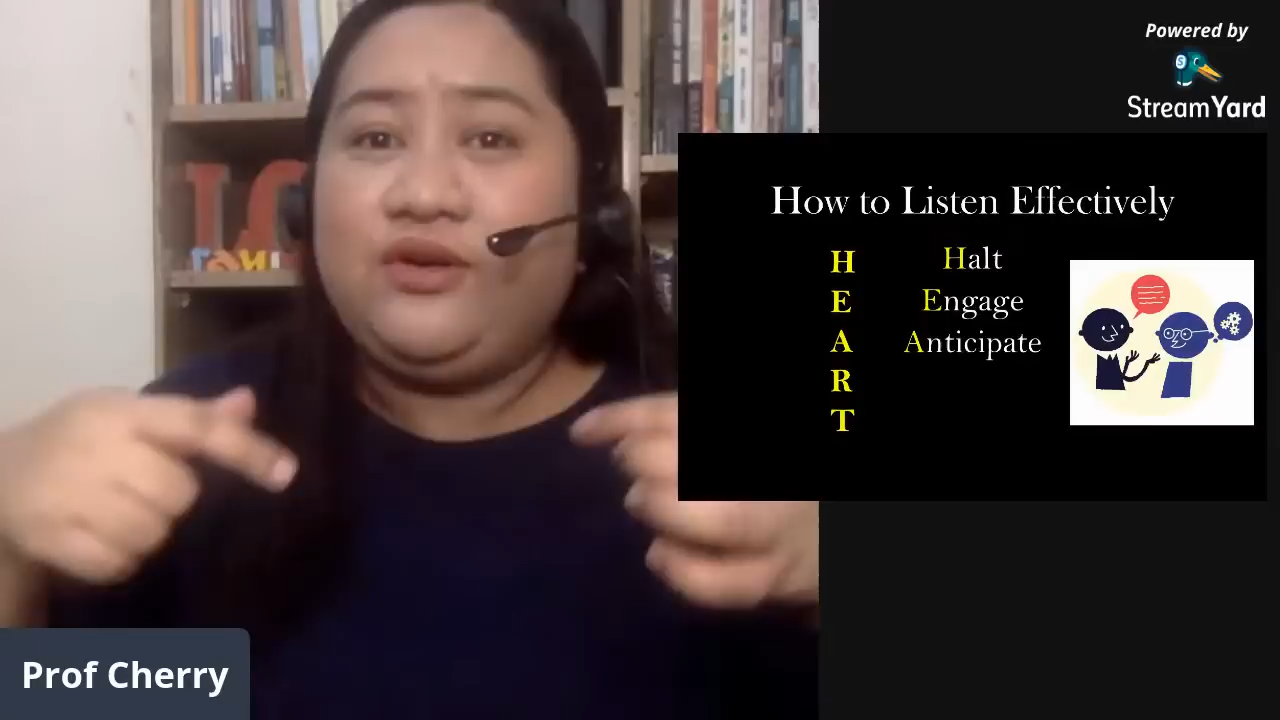 Powered by
StreamYard
How to Listen Effectively
H
E
A
R
T
Halt
Engage
Anticipate
Prof Cherry